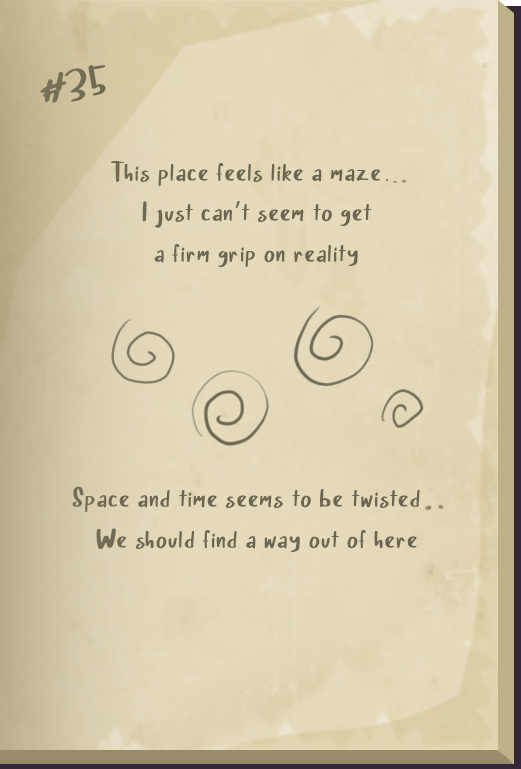 #35
This place feels like a maze...
I just can't seem to get
a firm grip on reality
Space and time seems to be twisted..
We should find a way out of here